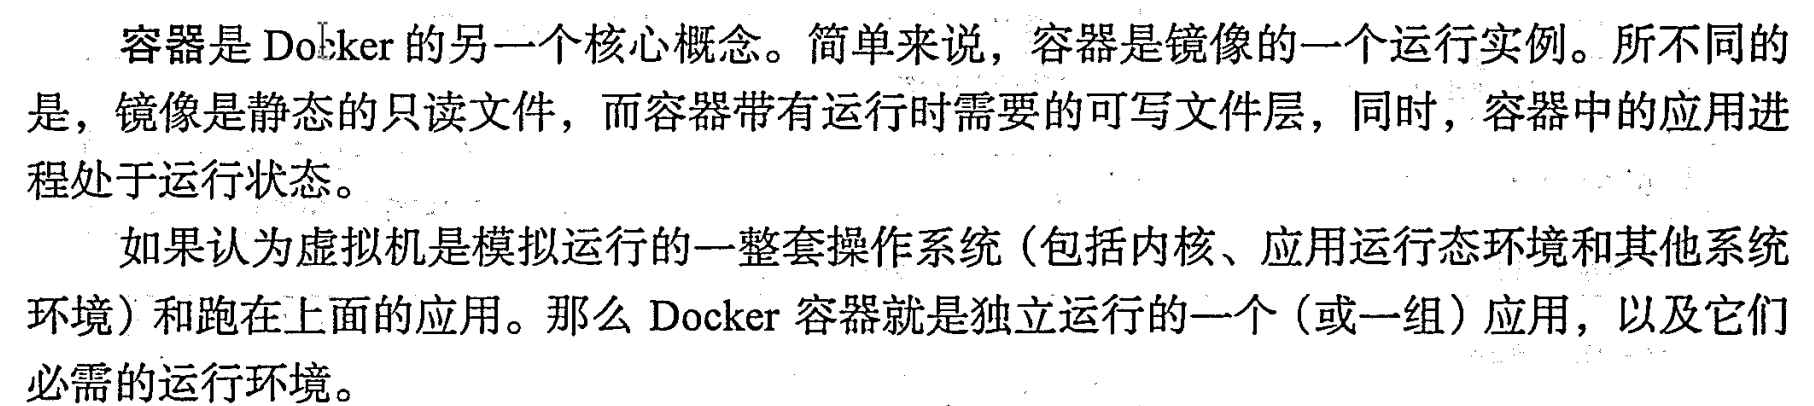 容器是 Docker 的另一个核心概念。简单来说，容器是镜像的一个运行实例。所不同的
是，镜像是静态的只读文件，而容器带有运行时需要的可写文件层，同时，容器中的应用进
程处于运行状态。
如果认为虚拟机是模拟运行的一整套操作系统（包括内核、应用运行态环境和其他系统
环境）和跑在上面的应用。那么 Docker 容器就是独立运行的一个（或一组）应用，以及它们
必需的运行环境。